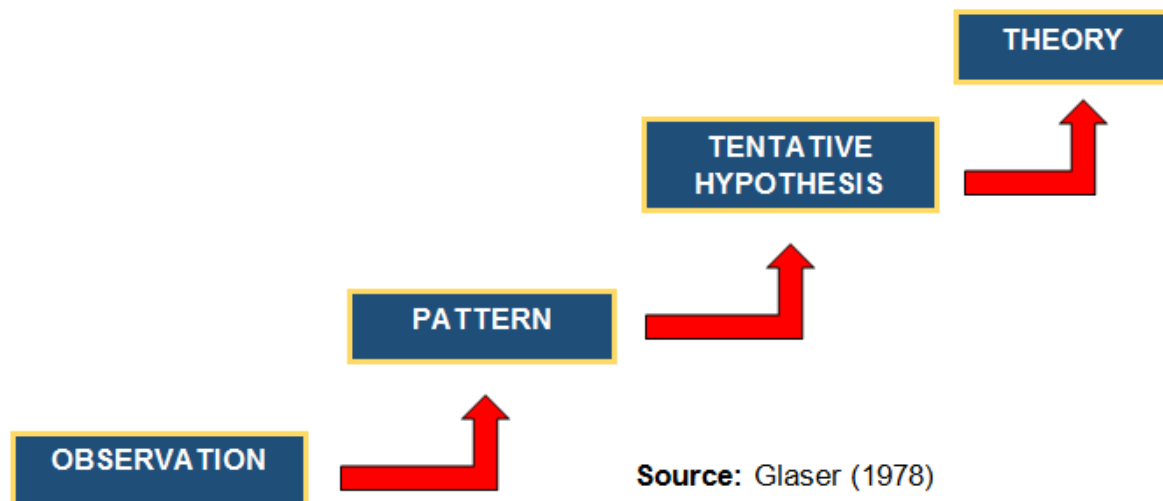 THEORY
TENTATIVE
HYPOTHESIS
PATTERN
OBSERVATION
Source: Glaser (1978)